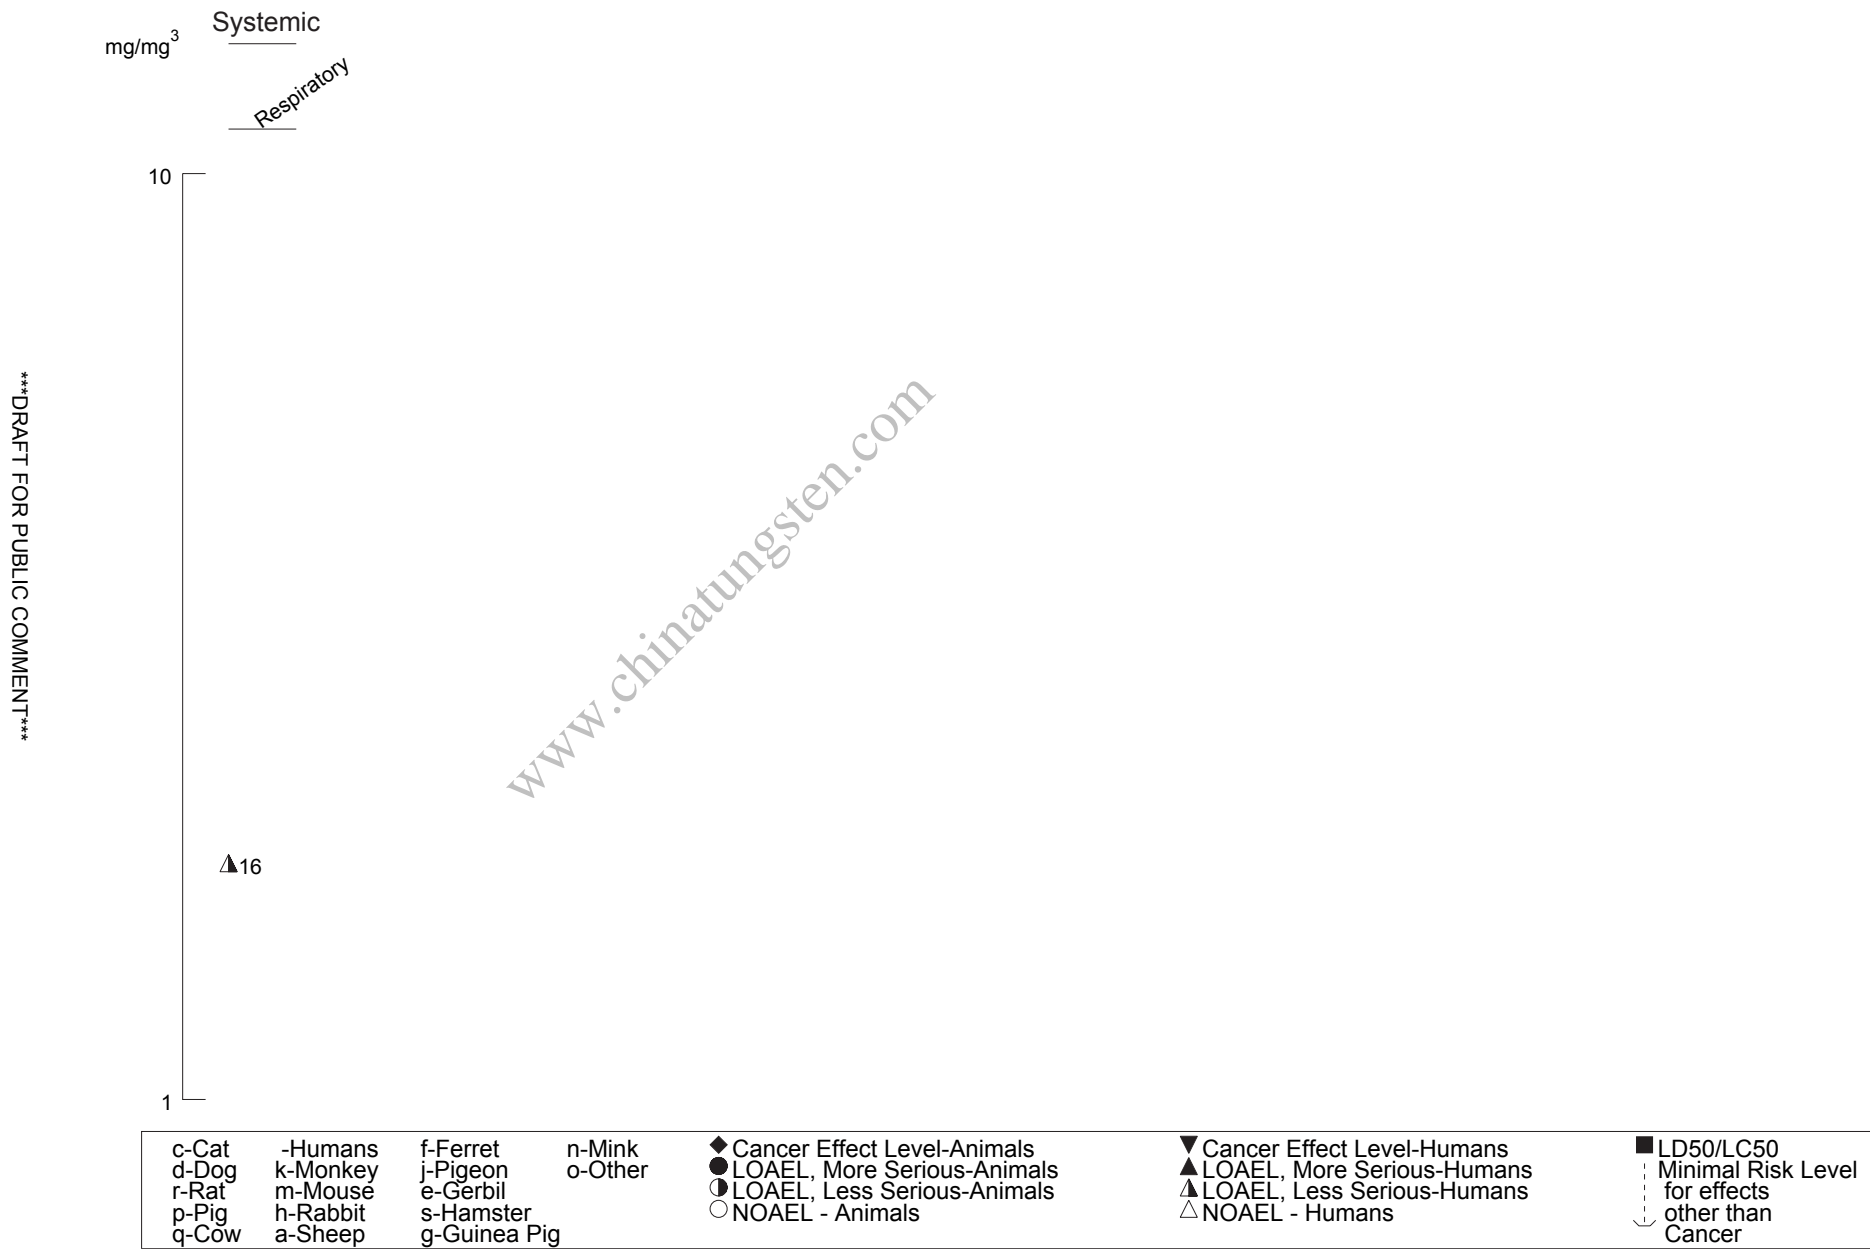 Systemic
mg/mg3
Respiratory
10
***DRAFT FOR PUBLIC COMMENT***
www.chinatungsten.com
16
1
c-Cat -Humans f-Ferret n-Mink
d-Dog k-Monkey j-Pigeon o-Other
r-Rat m-Mouse e-Gerbil
p-Pig h-Rabbit s-Hamster
q-Cow a-Sheep g-Guinea Pig
Cancer Effect Level-Animals
LOAEL, More Serious-Animals
LOAEL, Less Serious-Animals
NOAEL - Animals
Cancer Effect Level-Humans
LOAEL, More Serious-Humans
LOAEL, Less Serious-Humans
NOAEL - Humans
LD50/LC50
Minimal Risk Level
for effects
other than
Cancer